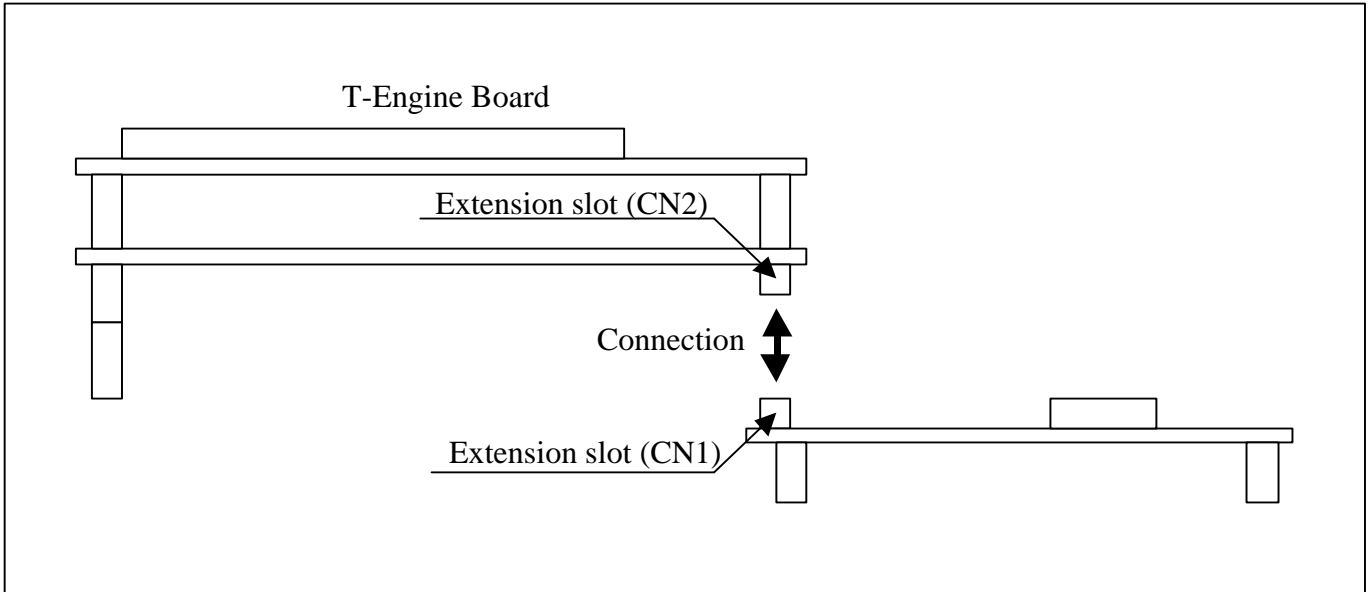 T-Engine Board
Extension slot (CN2)
Connection
Extension slot (CN1)